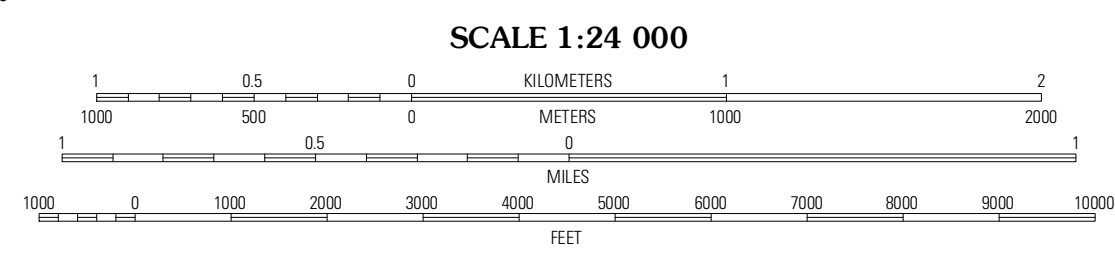 SCALE 1:24 000
1 0.5 0 KILOMETERS 1 2
1000 500 0 METERS 1000 2000
1 0.5 0 1
MILES
1000 0 1000 2000 3000 4000 5000 6000 7000 8000 9000 10000
FEET